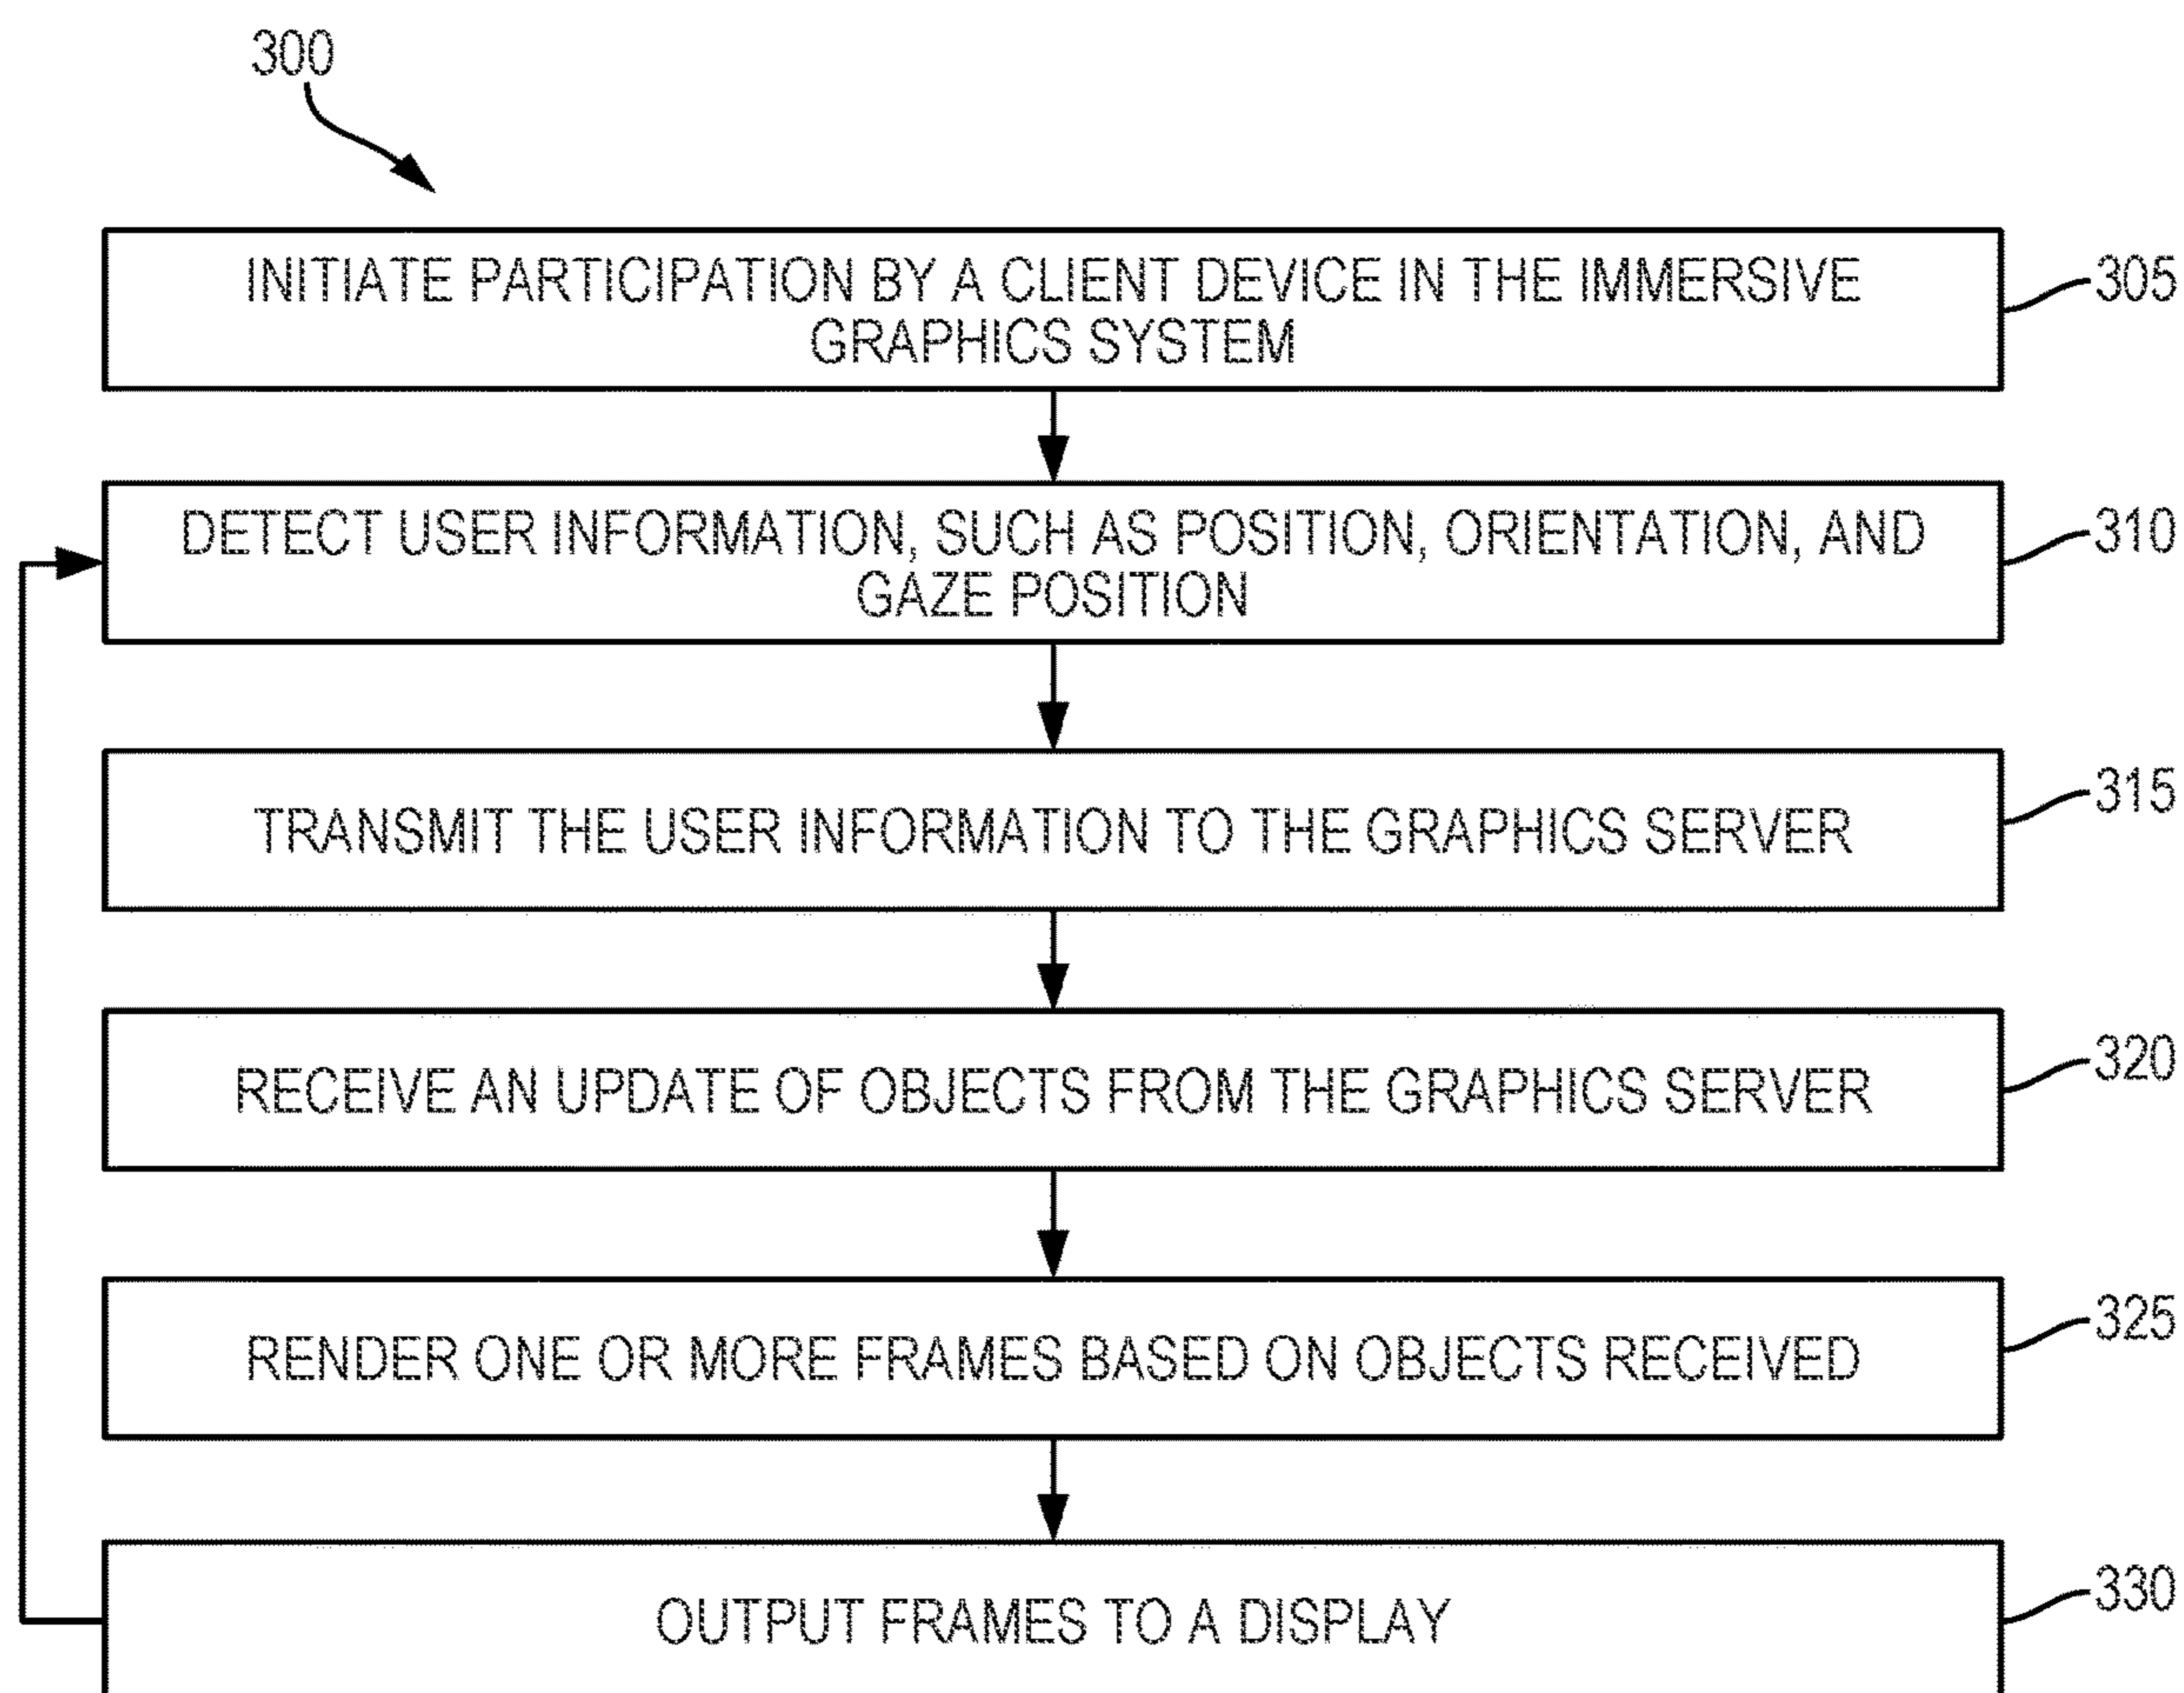 300
INITIATE PARTICIPATION BY A CLIENT DEVICE IN THE IMMERSIVE
GRAPHICS SYSTEM
305
DETECT USER INFORMATION, SUCH AS POSITION, ORIENTATION, AND
GAZE POSITION
310
TRANSMIT THE USER INFORMATION TO THE GRAPHICS SERVER
315
RECEIVE AN UPDATE OF OBJECTS FROM THE GRAPHICS SERVER
320
RENDER ONE OR MORE FRAMES BASED ON OBJECTS RECEIVED
325
OUTPUT FRAMES TO A DISPLAY
330